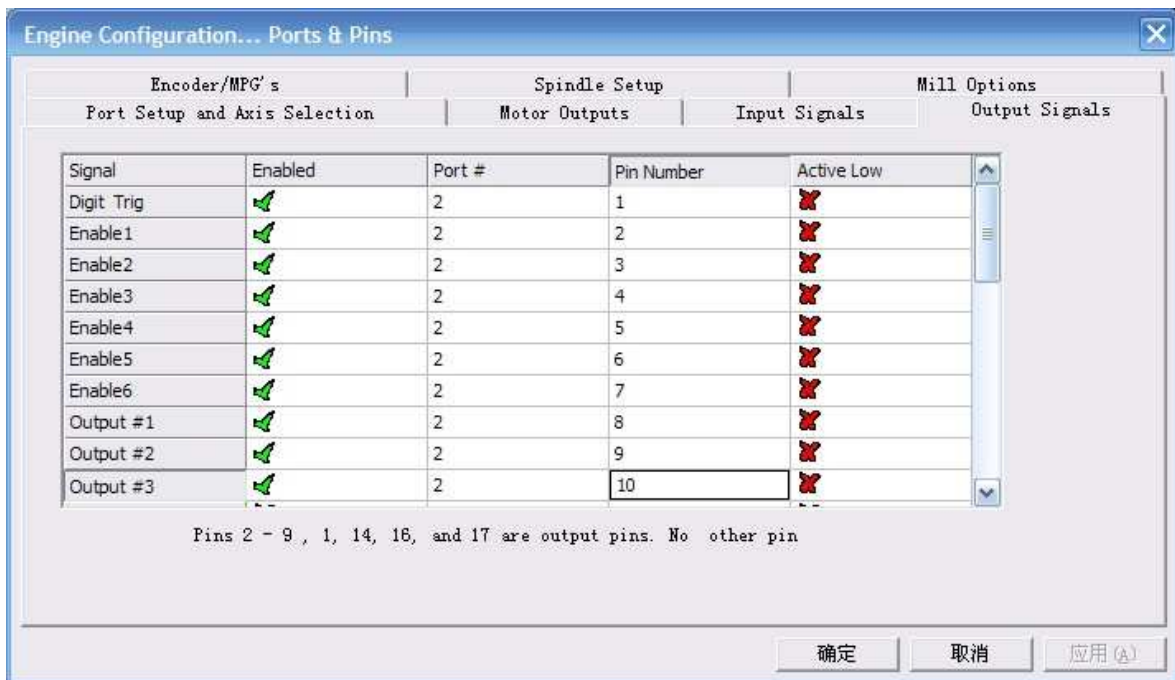 Engine Configuration... Ports & Pins
Encoder/MPG's Spindle Setup Mill Options
Port Setup and Axis Selection Motor Outputs Input Signals Output Signals
Signal Enabled Port # Pin Number Active Low
Digit Trig 2 1
Enable1 2 2
Enable2 2 3
Enable3 2 4
Enable4 2 5
Enable5 2 6
Enable6 2 7
Output #1 2 8
Output #2 2 9
Output #3 2 10
Pins 2 - 9 , 1, 14, 16, and 17 are output pins. No other pin
确定 取消 应用(A)